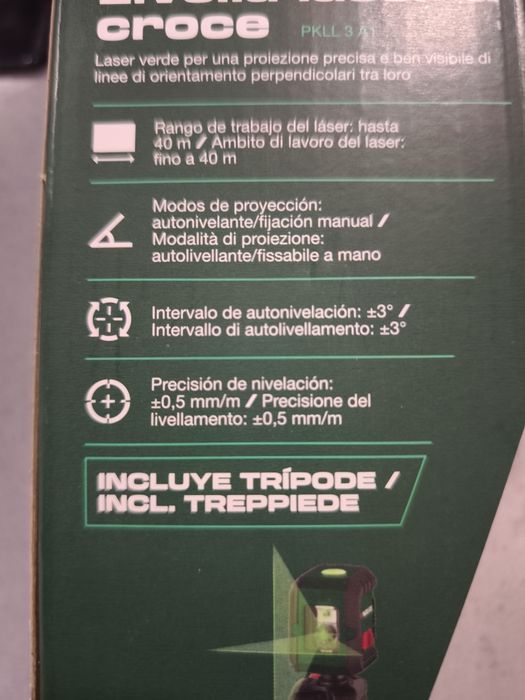 croce PKLL 3 A1
Laser verde per una proiezione precisa e ben visibile di
linee di orientamento perpendicolari tra loro
Rango de trabajo del láser: hasta
40 m / Ambito di lavoro del laser:
fino a 40 m
Modos de proyección:
autonivelante/fijación manual /
Modalità di proiezione:
autolivellante/fissabile a mano
Intervalo de autonivelación: ±3° /
Intervallo di autolivellamento: ±3°
Precisión de nivelación:
±0,5 mm/m / Precisione del
livellamento: ±0,5 mm/m
INCLUYE TRÍPODE /
INCL. TREPPIEDE